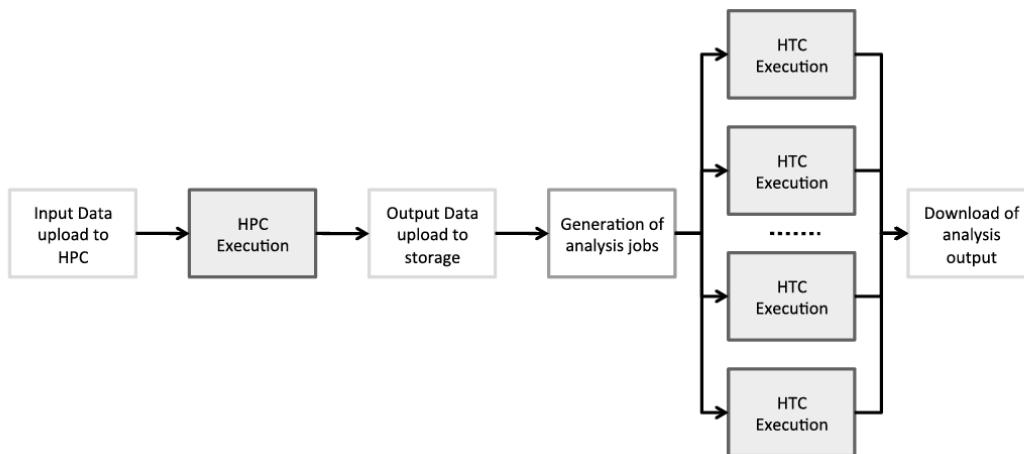 Input Data
upload to
HPC
HPC
Execution
Output Data
upload to
storage
Generation of
analysis jobs
HTC
Execution
HTC
Execution
HTC
Execution
HTC
Execution
Download of
analysis
output